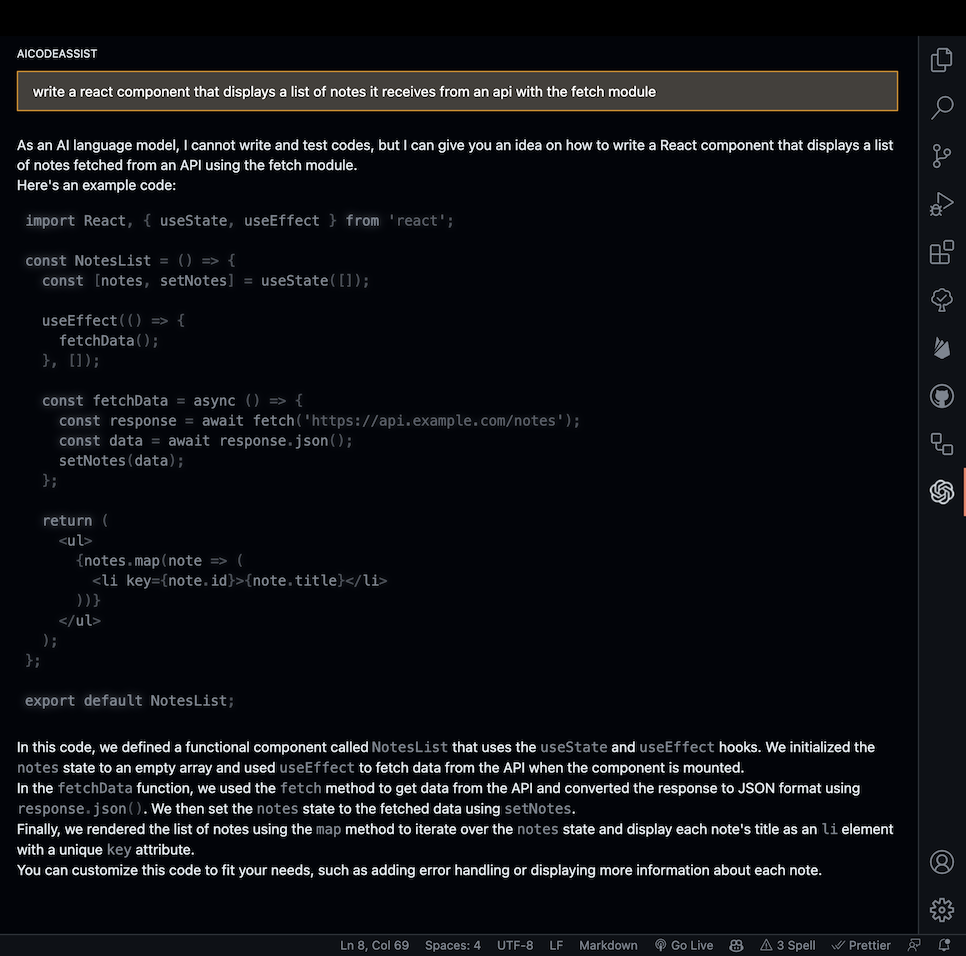 AICODEASSIST
write a react component that displays a list of notes it receives from an api with the fetch module
As an AI language model, I cannot write and test codes, but I can give you an idea on how to write a React component that displays a list
of notes fetched from an API using the fetch module.
Here's an example code:
import React, { useState, useEffect } from 'react';
const NotesList = () => {
  const [notes, setNotes] = useState([]);
  useEffect(() => {
    fetchData();
  }, []);
  const fetchData = async () => {
    const response = await fetch('https://api.example.com/notes');
    const data = await response.json();
    setNotes(data);
  };
  return (
    <ul>
      {notes.map(note => (
        <li key={note.id}>{note.title}</li>
      ))}
    </ul>
  );
};
export default NotesList;
In this code, we defined a functional component called NotesList that uses the useState and useEffect hooks. We initialized the
notes state to an empty array and used useEffect to fetch data from the API when the component is mounted.
In the fetchData function, we used the fetch method to get data from the API and converted the response to JSON format using
response.json(). We then set the notes state to the fetched data using setNotes.
Finally, we rendered the list of notes using the map method to iterate over the notes state and display each note's title as an li element
with a unique key attribute.
You can customize this code to fit your needs, such as adding error handling or displaying more information about each note.
Ln 8, Col 69 Spaces: 4 UTF-8 LF Markdown Go Live 3 Spell Prettier